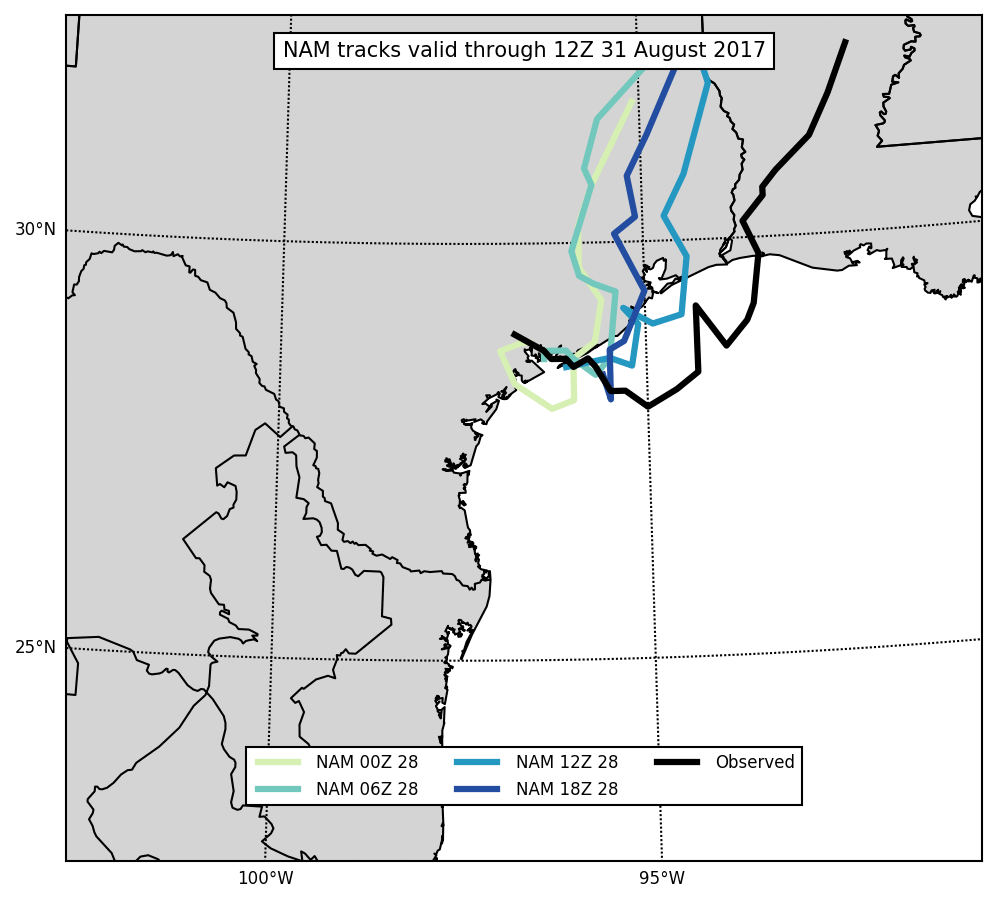 NAM tracks valid through 12Z 31 August 2017
30°N
25°N
NAM 00Z 28
NAM 06Z 28
NAM 12Z 28
NAM 18Z 28
Observed
100°W
95°W